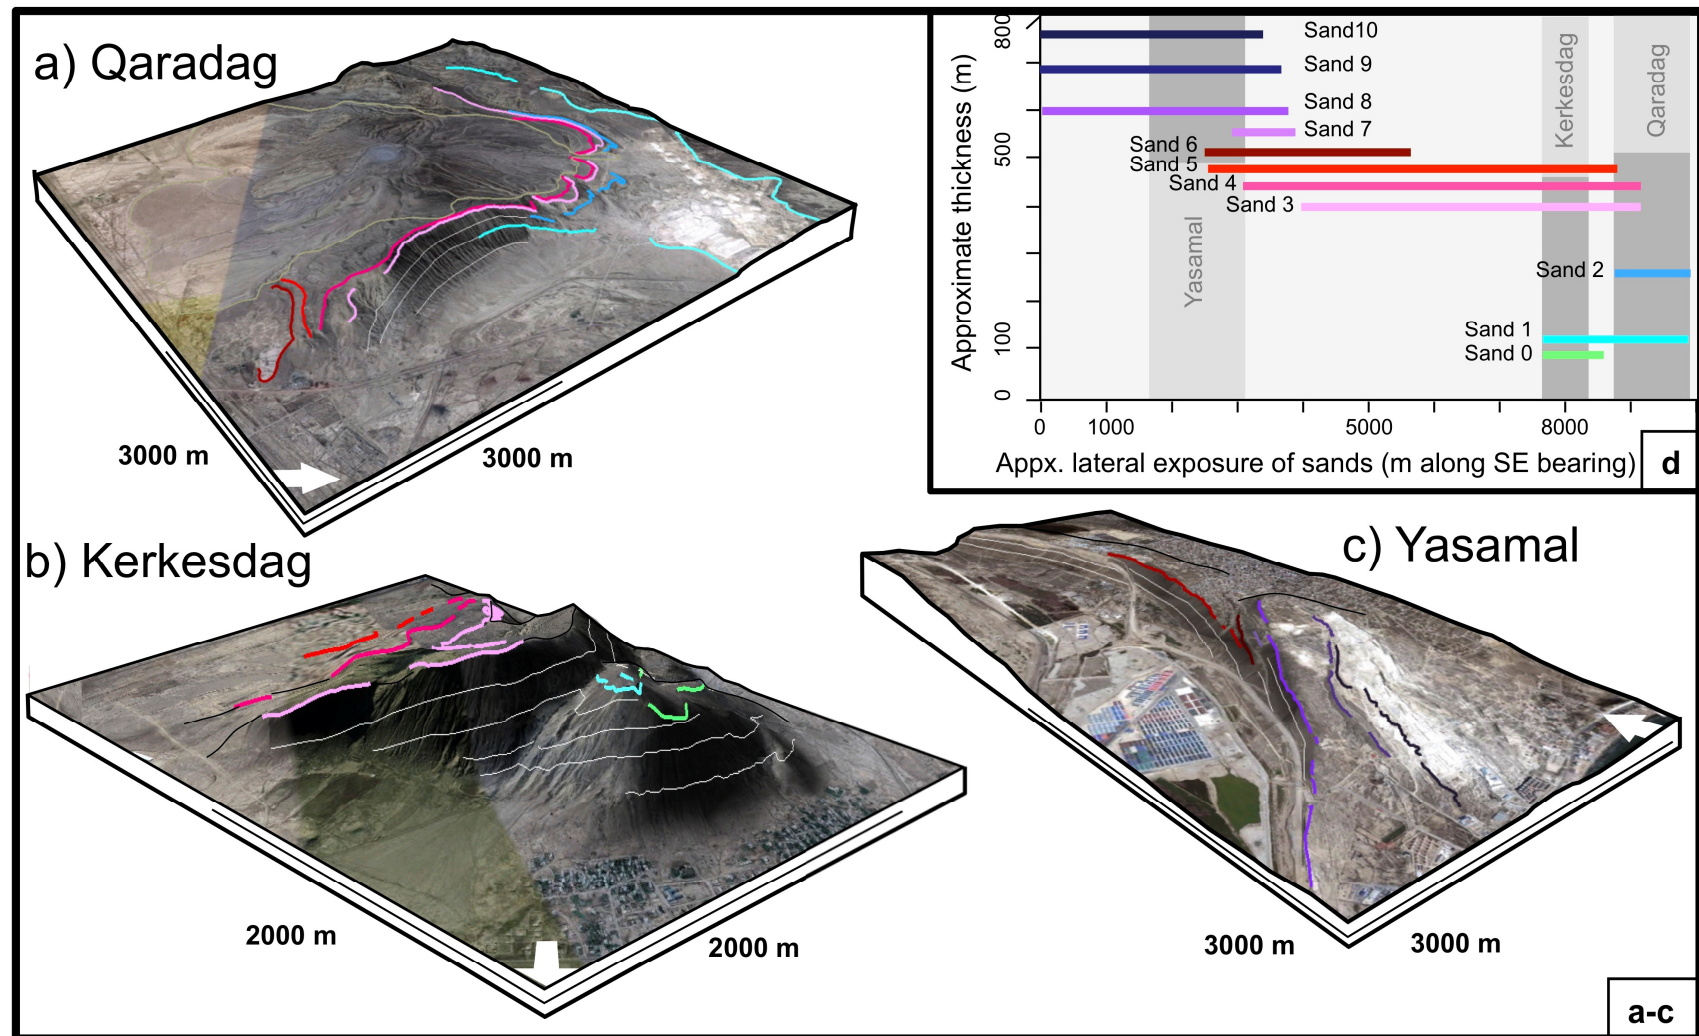 a) Qaradag
3000 m
3000 m
b) Kerkesdag
2000 m
2000 m
c) Yasamal
3000 m
3000 m
a-c
Approximate thickness (m)
800
500
100
0
Sand10
Sand 9
Sand 8
Sand 7
Sand 6
Sand 5
Sand 4
Sand 3
Sand 2
Sand 1
Sand 0
Yasamal
Kerkesdag
Qaradag
0 1000 5000 8000
Appx. lateral exposure of sands (m along SE bearing)
d